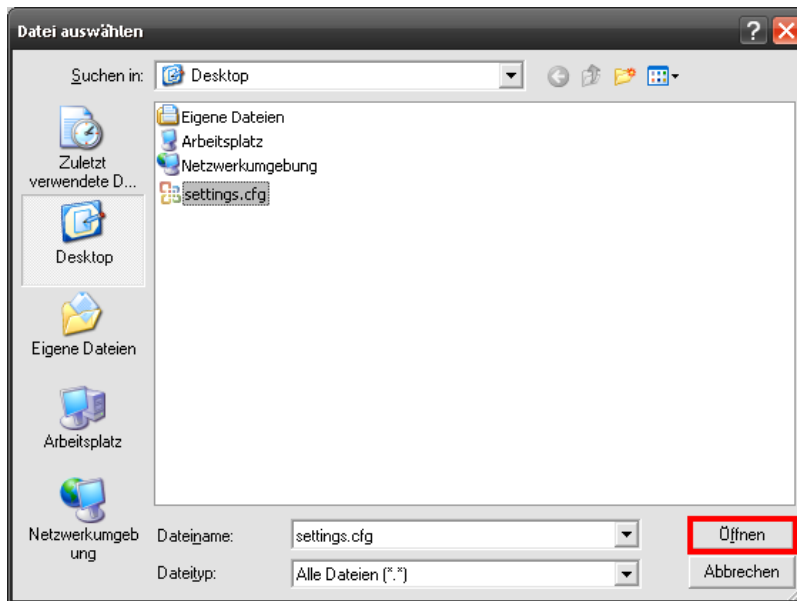 Datei auswählen
Suchen in:
Desktop
Zuletzt
verwendete D...
Desktop
Eigene Dateien
Arbeitsplatz
Netzwerkumgeb
ung
Eigene Dateien
Arbeitsplatz
Netzwerkumgebung
settings.cfg
Dateiname:
settings.cfg
Öffnen
Dateityp:
Alle Dateien (*.*)
Abbrechen